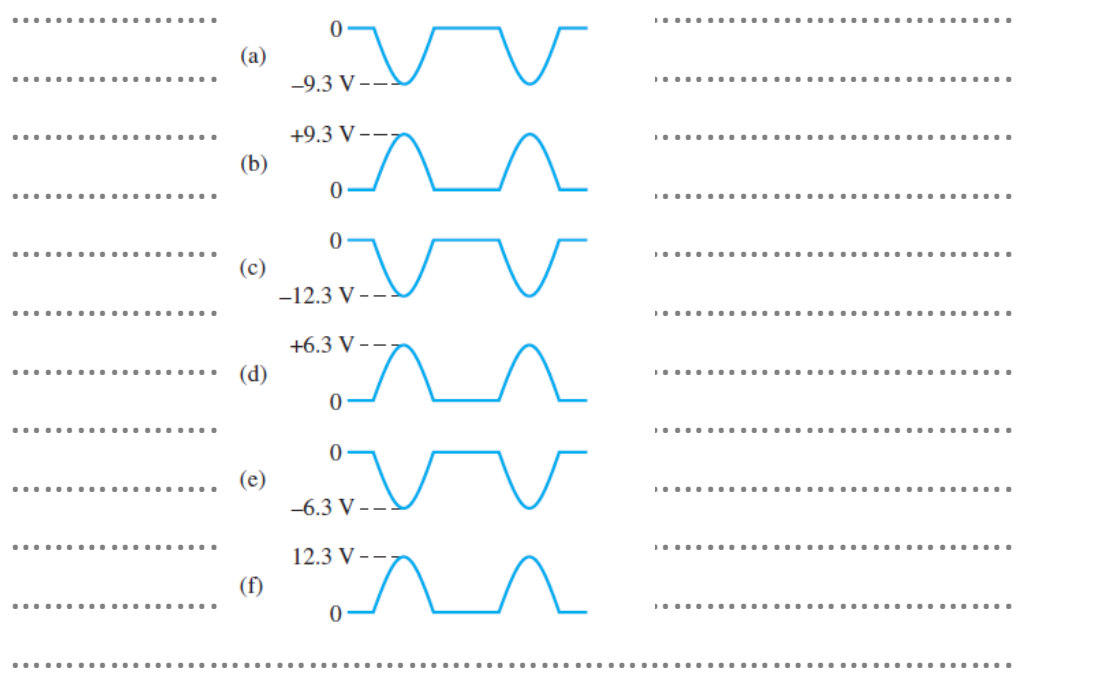 0
(a)
–9.3 V
+9.3 V
(b)
0
0
(c)
–12.3 V
+6.3 V
(d)
0
0
(e)
–6.3 V
12.3 V
(f)
0